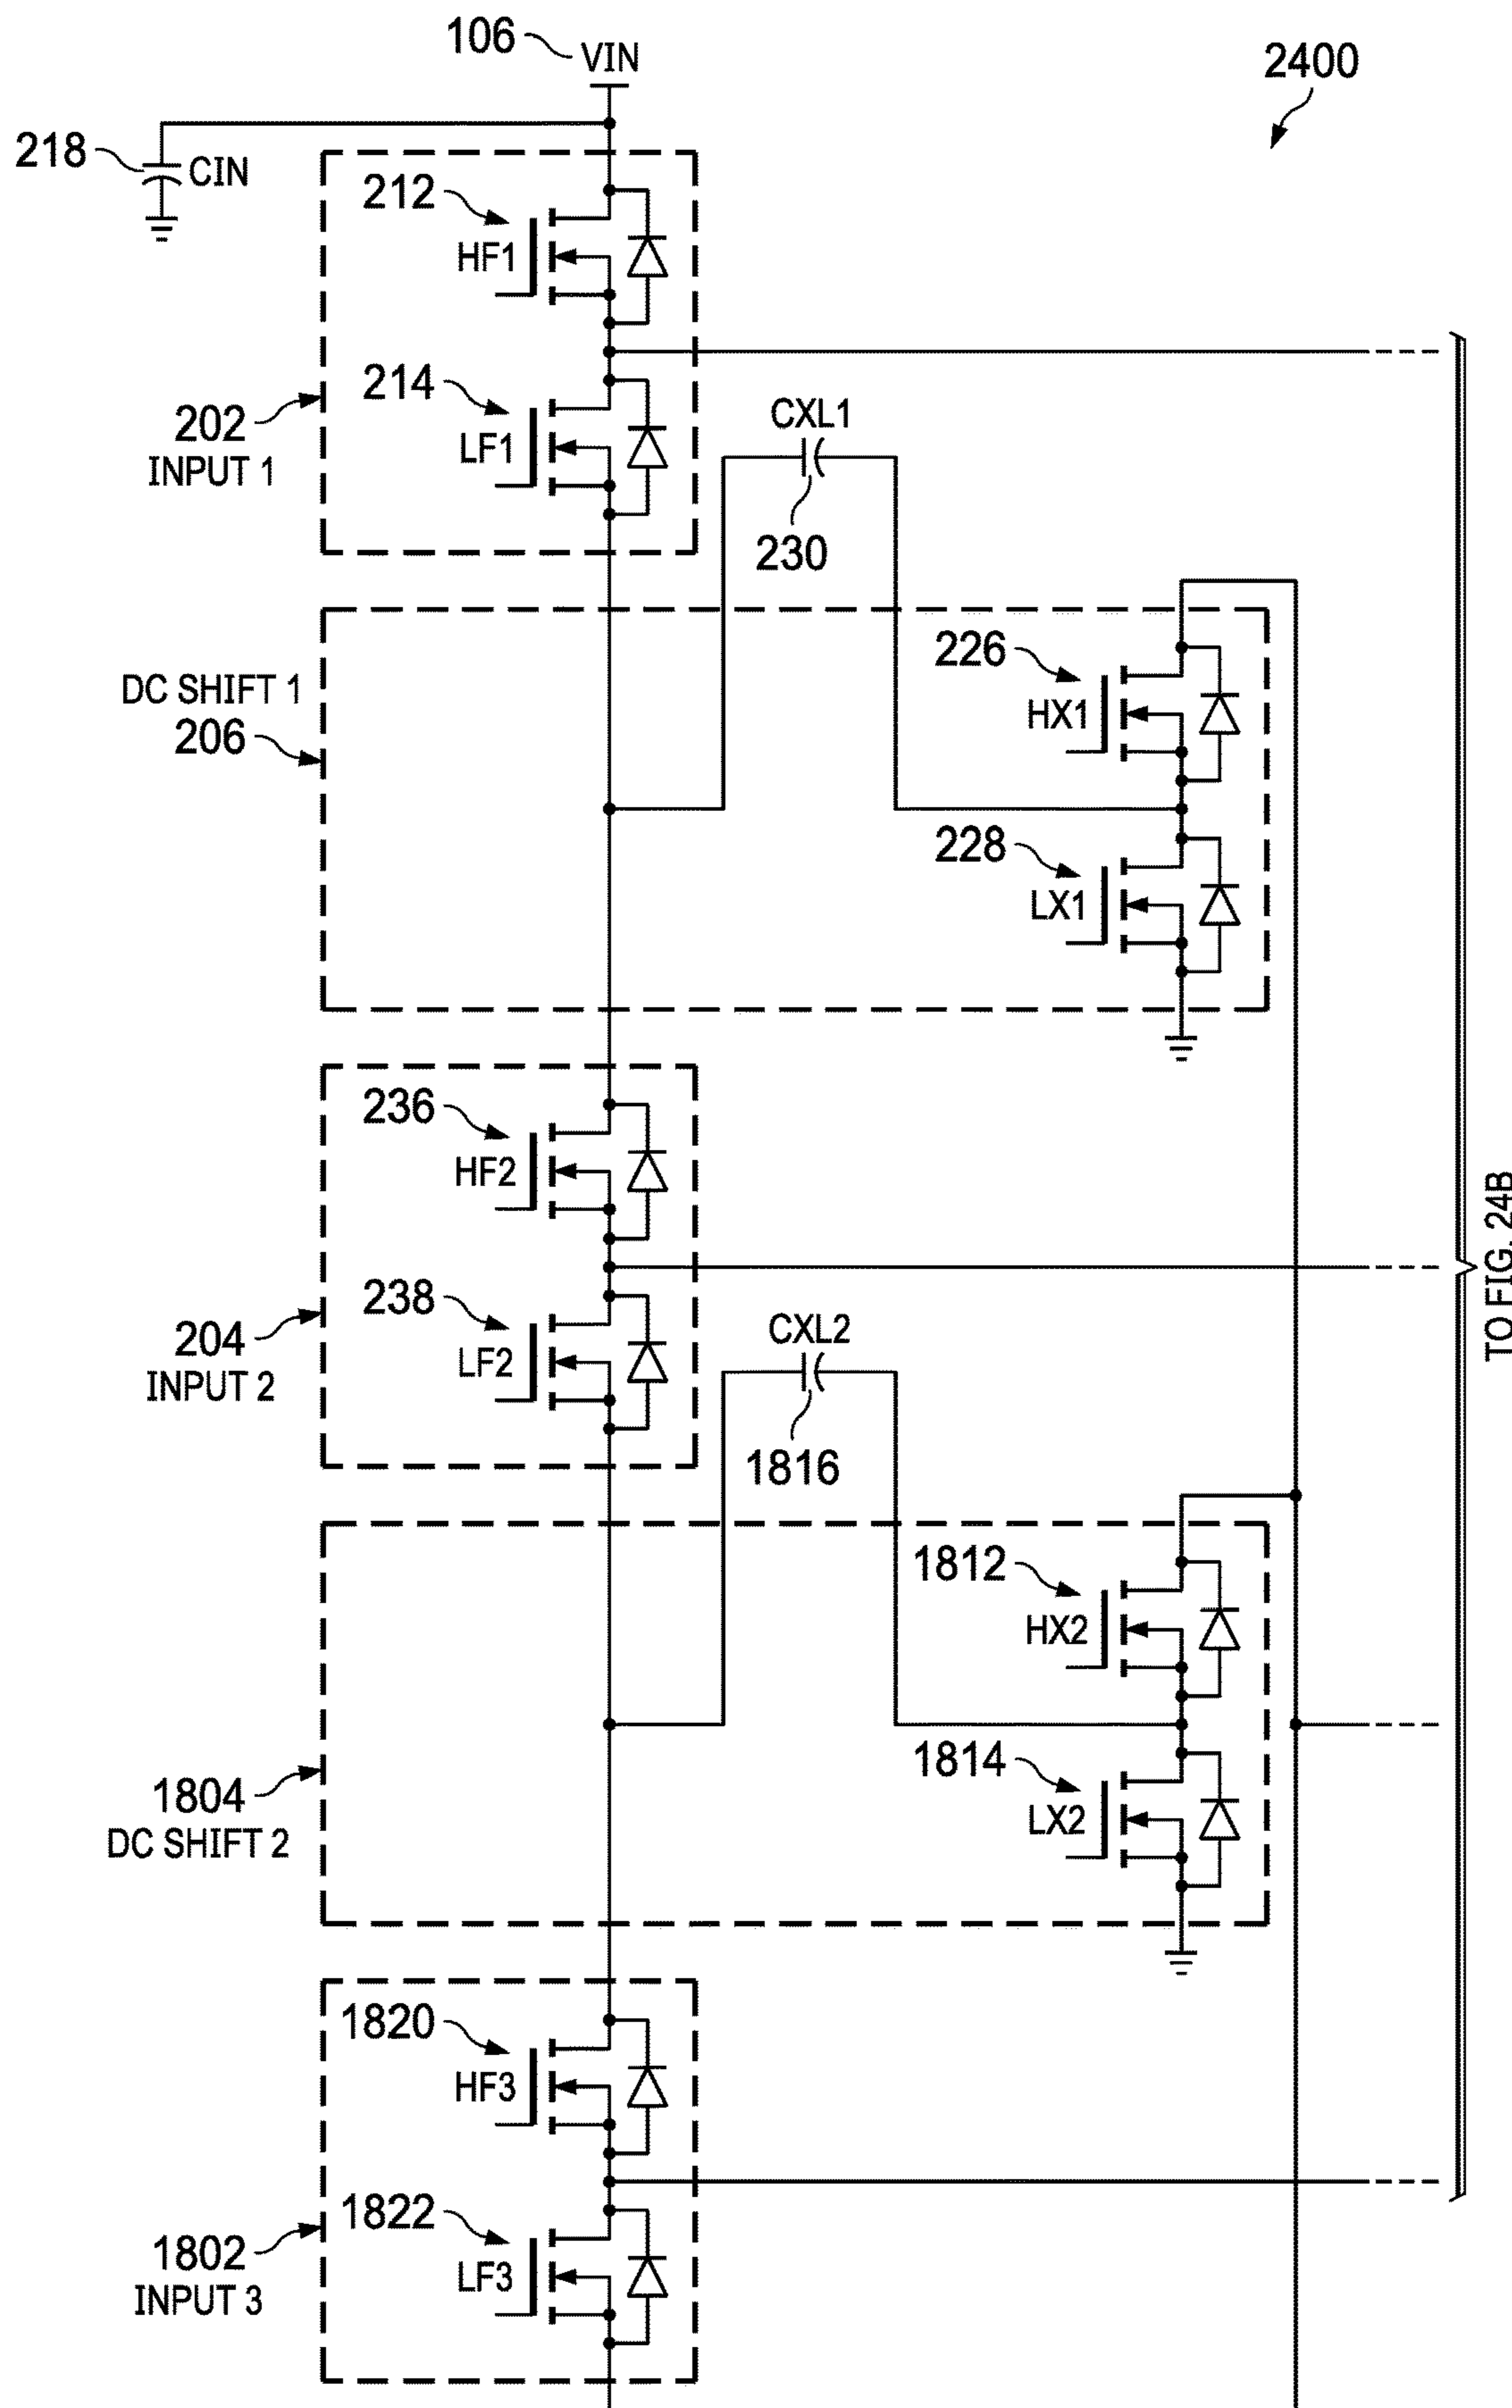 106
VIN
2400
218
CIN
212
HF1
214
LF1
202
INPUT 1
CXL1
230
DC SHIFT 1
206
226
HX1
228
LX1
236
HF2
238
LF2
204
INPUT 2
CXL2
1816
TO FIG. 24B
1812
HX2
1814
LX2
1804
DC SHIFT 2
1820
HF3
1822
LF3
1802
INPUT 3